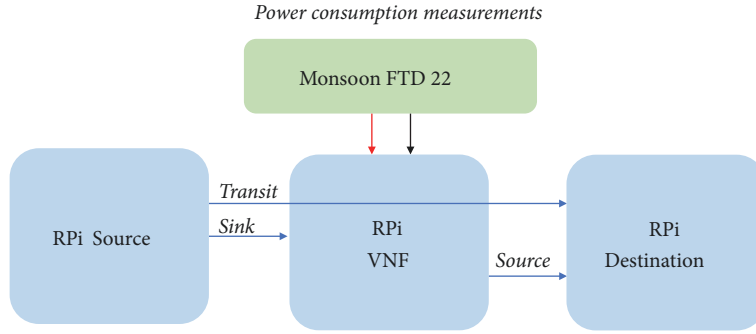 Power consumption measurements
Monsoon FTD 22
Transit
Sink
RPi Source
RPi
VNF
Source
RPi
Destination